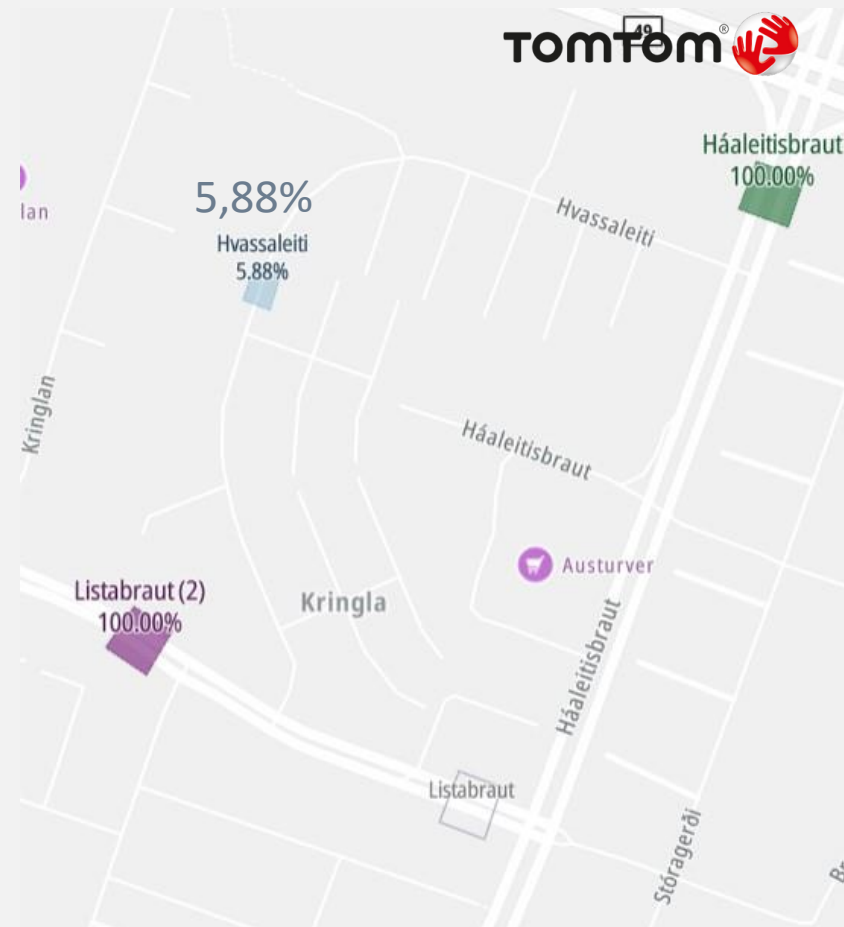 49
TOMTOM®
Háaleitisbraut
100.00%
5,88%
lan
Hvassaleiti
Hvassaleiti
5.88%
Kringlan
Háaleitisbraut
Austurver
Listabraut (2)
100.00%
Kringla
Háaleitisbraut
Listabraut
Stóragerði